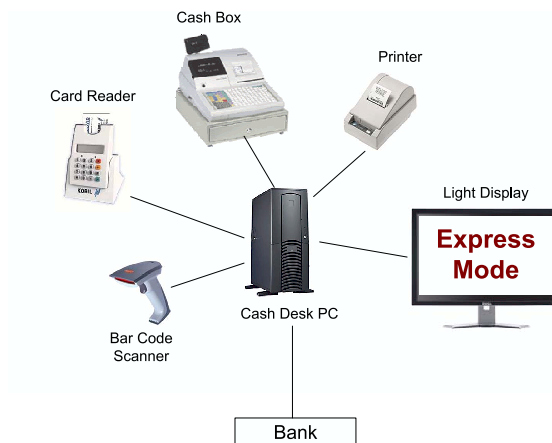 Cash Box
Printer
Card Reader
Light Display
Express
Mode
Bar Code
Scanner
Cash Desk PC
Bank